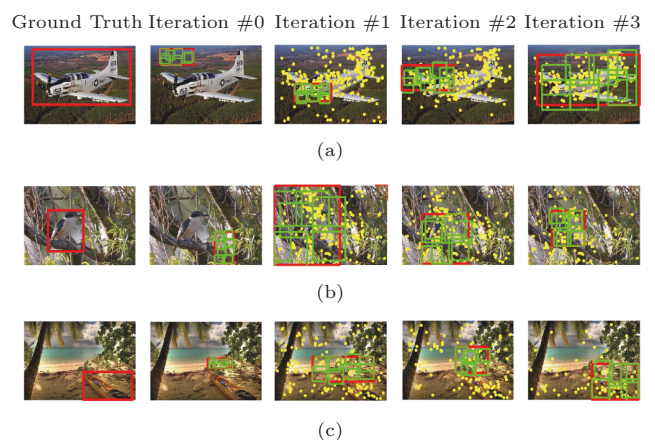 Ground Truth Iteration #0 Iteration #1 Iteration #2 Iteration #3
(a)
(b)
(c)